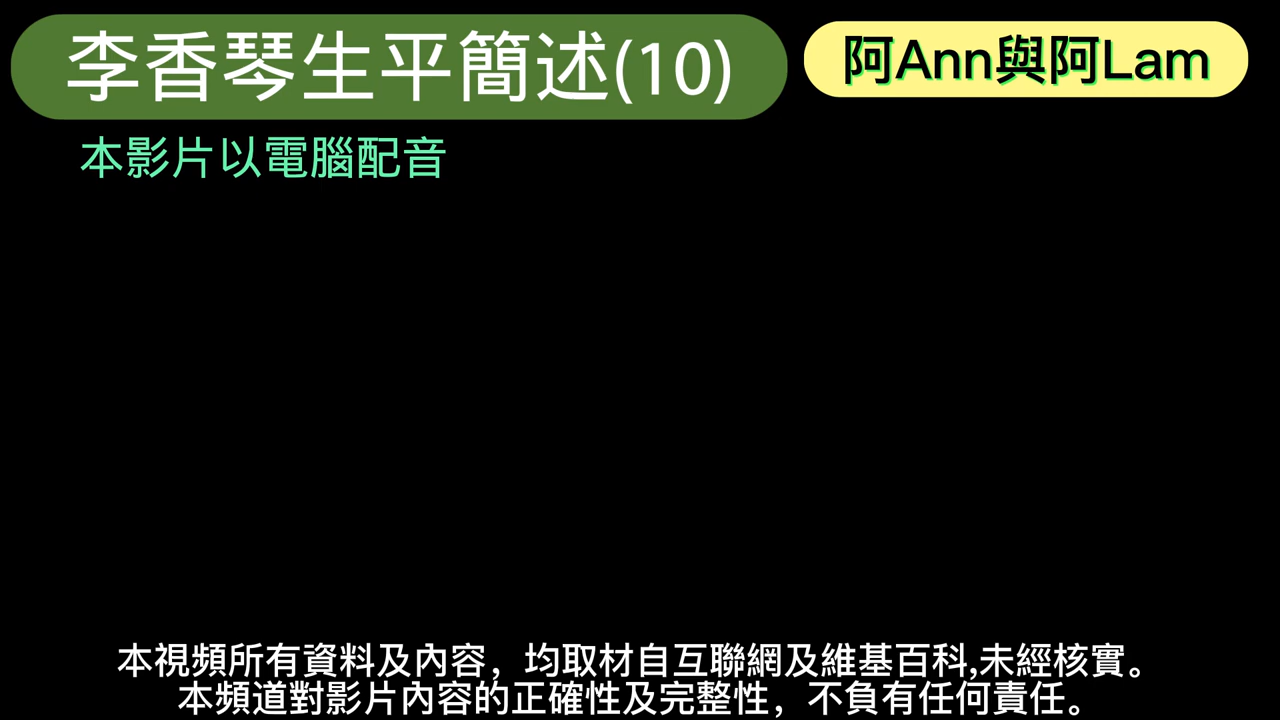 李香琴生平簡述(10)
阿Ann與阿Lam
本影片以電腦配音
本視頻所有資料及內容，均取材自互聯網及維基百科,未經核實。
本頻道對影片內容的正確性及完整性，不負有任何責任。